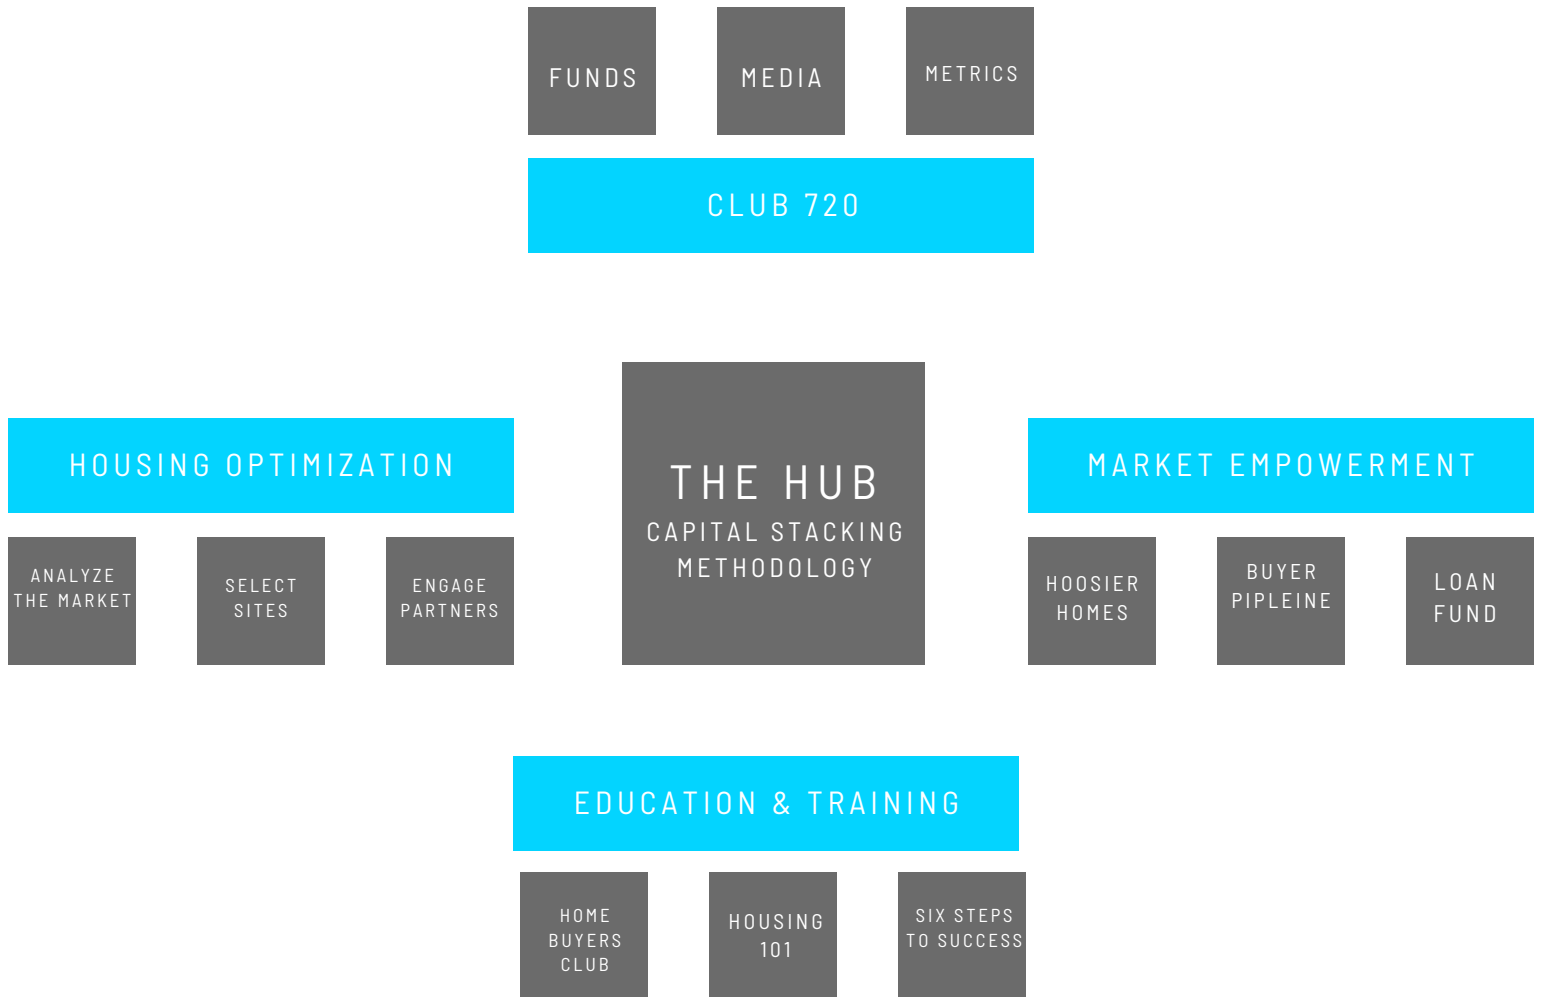 FUNDS
MEDIA
METRICS
CLUB 720
HOUSING OPTIMIZATION
ANALYZE
THE MARKET
SELECT
SITES
ENGAGE
PARTNERS
THE HUB
CAPITAL STACKING
METHODOLOGY
MARKET EMPOWERMENT
HOOSIER
HOMES
BUYER
PIPLEINE
LOAN
FUND
EDUCATION & TRAINING
HOME
BUYERS
CLUB
HOUSING
101
SIX STEPS
TO SUCCESS